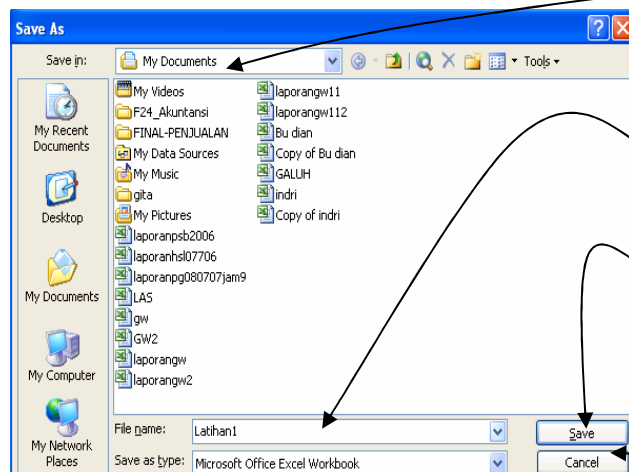 Save As
Save in: My Documents Tools
My Recent
Documents
Desktop
My Documents
My Computer
My Network
Places
My Videos
F24_Akuntansi
FINAL-PENJUALAN
My Data Sources
My Music
gita
My Pictures
laporanpsb2006
laporanhsl07706
laporanpg080707jam9
LAS
gw
GW2
laporangw
laporangw2
laporangw11
laporangw112
Bu dian
Copy of Bu dian
GALUH
indri
Copy of indri
File name: Latihan1 Save
Save as type: Microsoft Office Excel Workbook Cancel